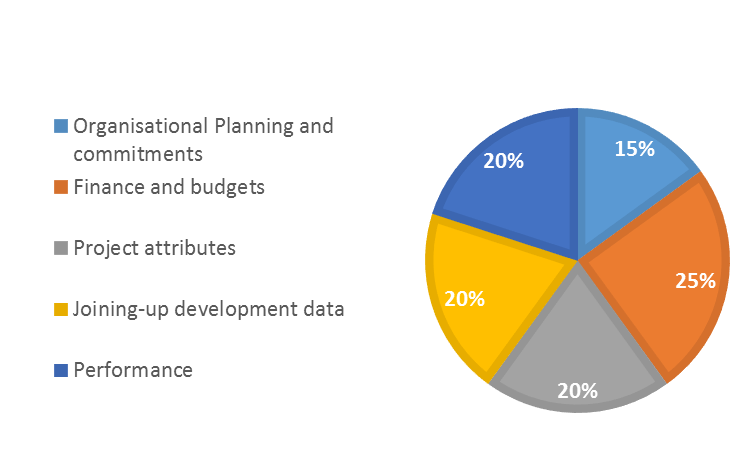 Organisational Planning and
commitments
Finance and budgets
Project attributes
Joining-up development data
Performance
20%
15%
25%
20%
20%